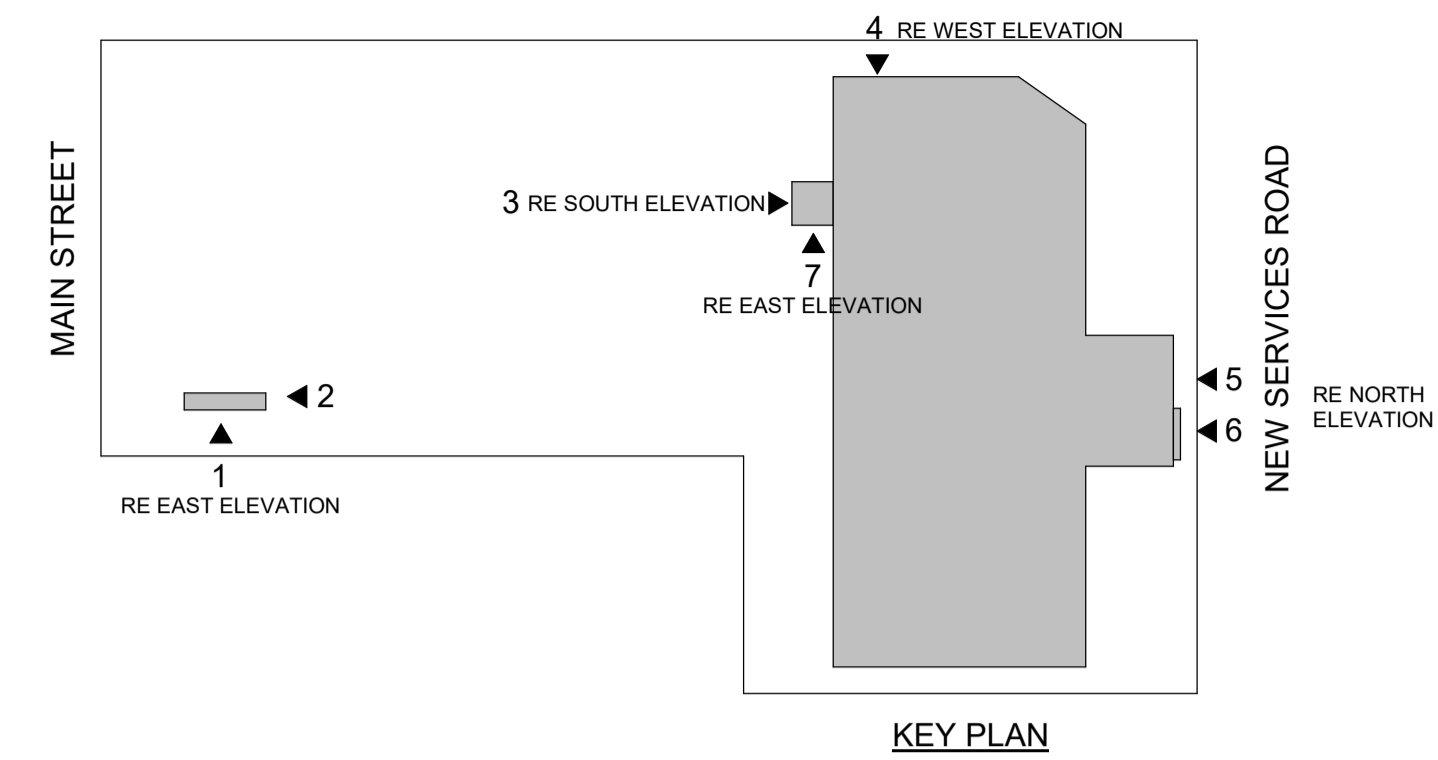 4 RE WEST ELEVATION
MAIN STREET
3 RE SOUTH ELEVATION
7
RE EAST ELEVATION
NEW SERVICES ROAD
5
RE NORTH
ELEVATION
6
2
1
RE EAST ELEVATION
KEY PLAN